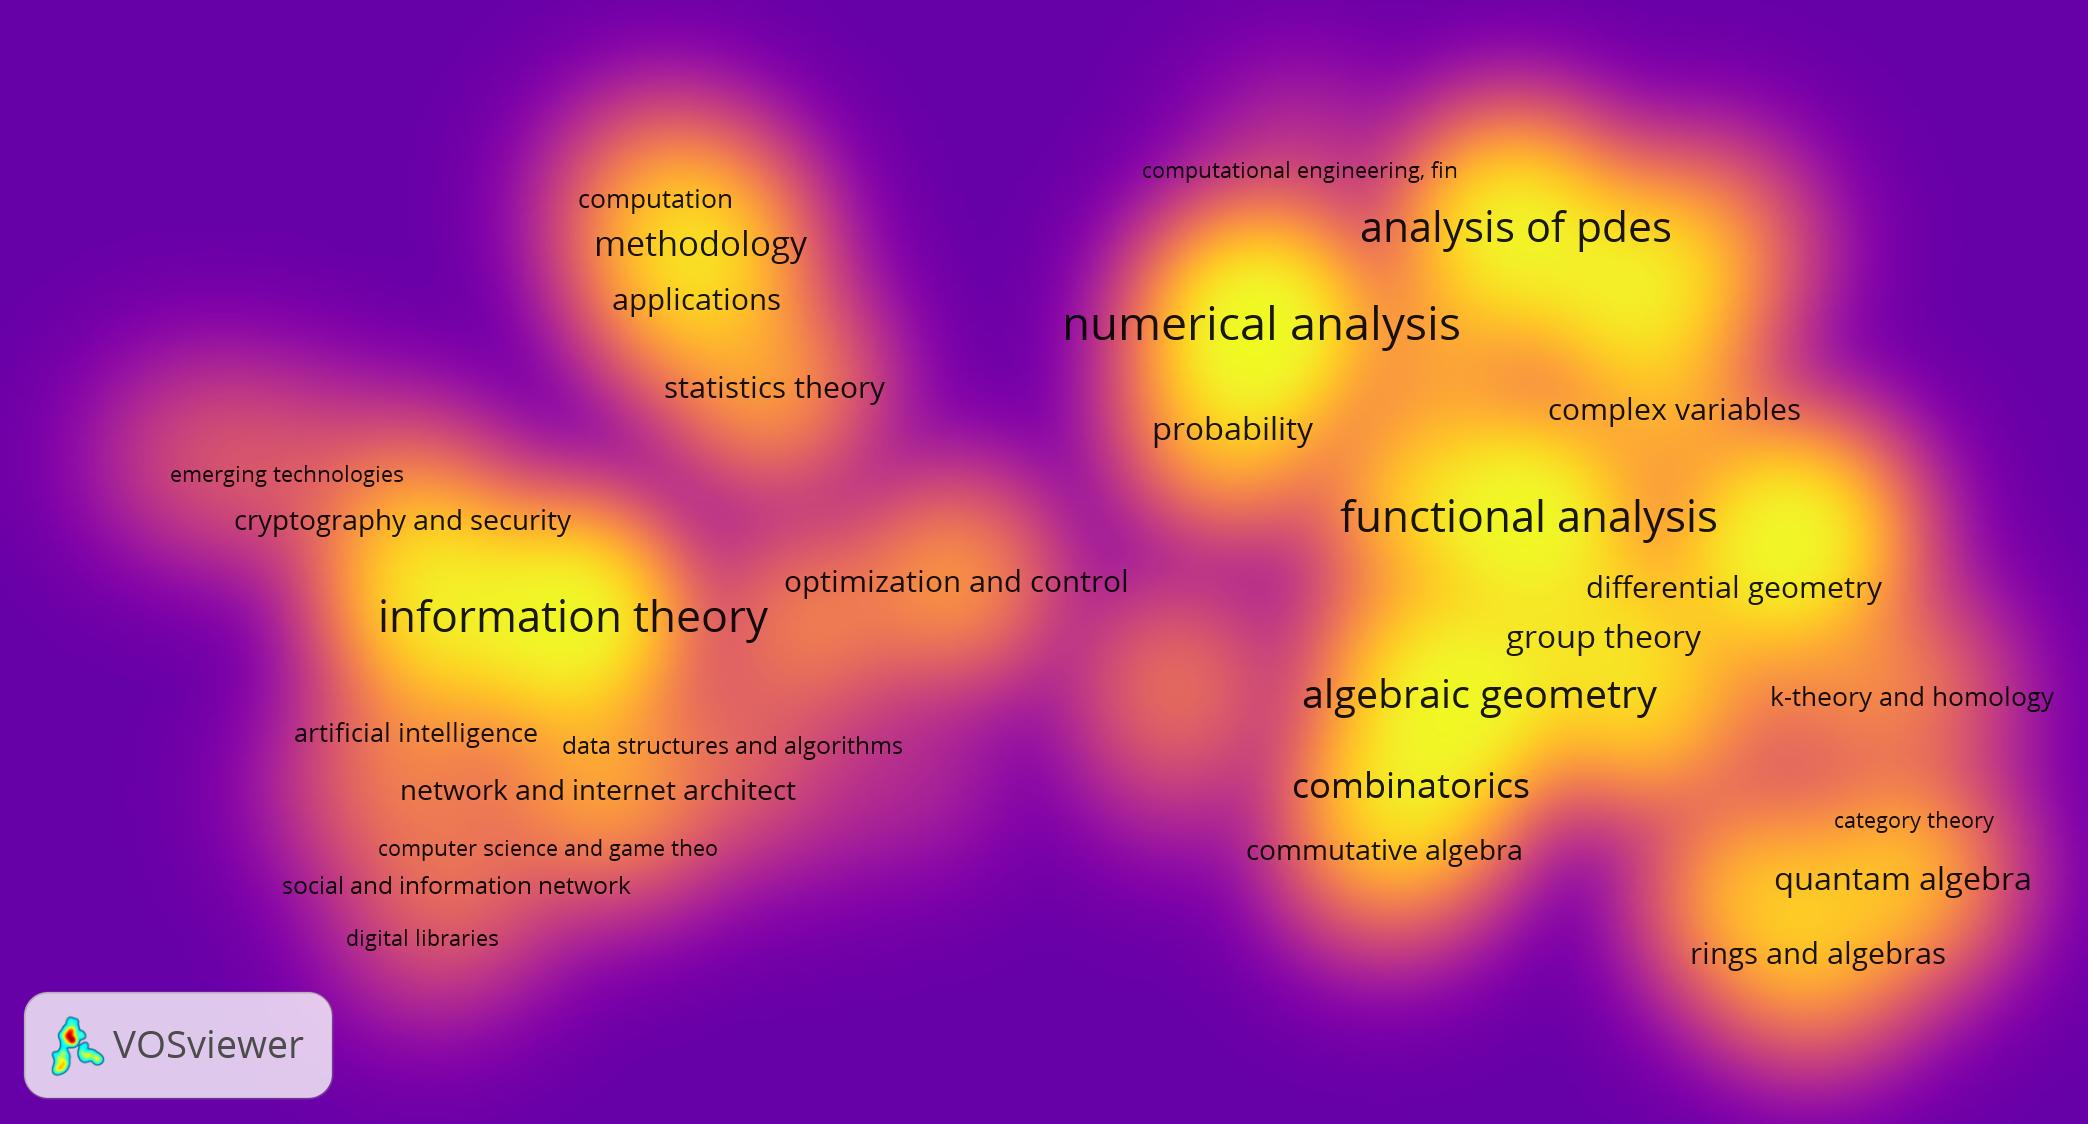 computational engineering, fin
computation
analysis of pdes
methodology
applications
numerical analysis
statistics theory
complex variables
probability
emerging technologies
functional analysis
cryptography and security
optimization and control
differential geometry
information theory
group theory
algebraic geometry
k-theory and homology
artificial intelligence
data structures and algorithms
combinatorics
network and internet architect
category theory
computer science and game theo
commutative algebra
quantam algebra
social and information network
digital libraries
rings and algebras
VOSviewer